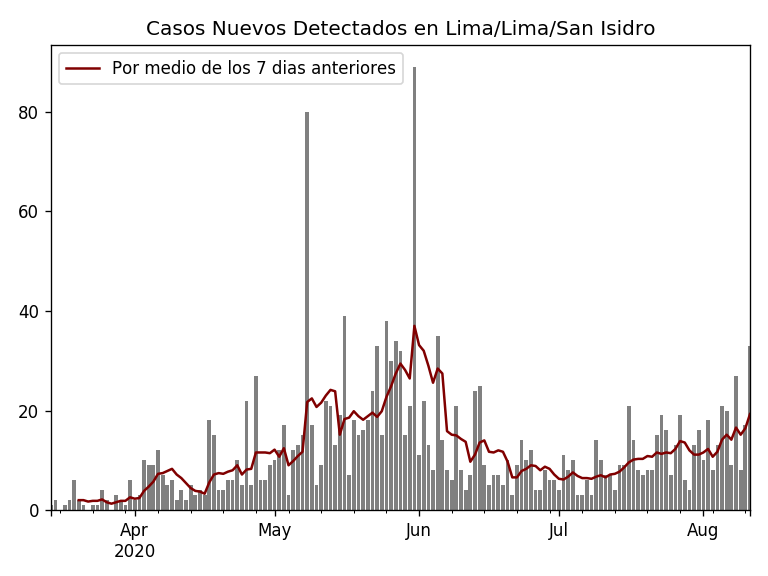 Casos Nuevos Detectados en Lima/Lima/San Isidro
Por medio de los 7 dias anteriores
80
60
40
20
0
Apr May Jun Jul Aug
2020